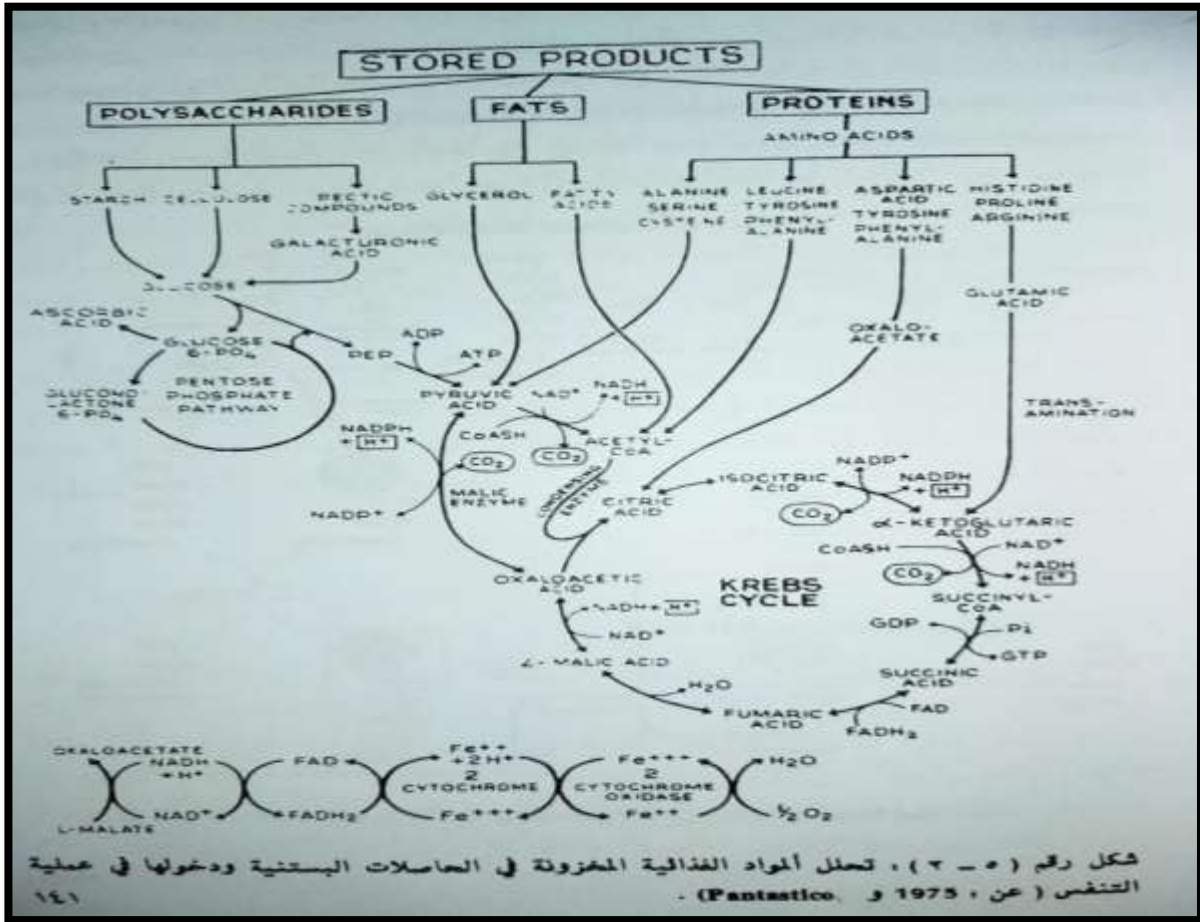 STORED PRODUCTS
POLYSACCHARIDES FATS PROTEINS
AMINO ACIDS
STARCH CELLULOSE PECTIC COMPOUNDS GLYCEROL FATTY ACIDS ALANINE SERINE CYSTEINE LEUCINE TYROSINE PHENYL-ALANINE ASPARTIC ACID TYROSINE PHENYL-ALANINE HISTIDINE PROLINE ARGININE
GALACTURONIC ACID
GLUCOSE
GLUTAMIC ACID
ASCORBIC ACID
GLUCOSE 6-PO₄
PEP ADP ATP
OXALO-ACETATE
GLUCONO-LACTONE 6-PO₄
PENTOSE PHOSPHATE PATHWAY
PYRUVIC ACID NAD⁺ NADH + H⁺
TRANS-AMINATION
NADPH + H⁺
CoASH CO₂ ACETYL-CoA
CO₂
MALIC ENZYME
NADP⁺
CONDENSING ENZYME
CITRIC ACID
ISOCITRIC ACID
NADP⁺ NADPH + H⁺
CO₂
α-KETOGLUTARIC ACID
CoASH NAD⁺
CO₂ NADH + H⁺
OXALOACETIC ACID
KREBS CYCLE
SUCCINYL-CoA
NADH + H⁺
NAD⁺
GDP Pi
GTP
L-MALIC ACID
SUCCINIC ACID
H₂O
FUMARIC ACID
FAD
FADH₂
OXALOACETATE
NADH + H⁺ FAD Fe⁺⁺ + 2H⁺ Fe⁺⁺⁺ H₂O
2 CYTOCHROME 2 CYTOCHROME OXIDASE
L-MALATE NAD⁺ FADH₂ Fe⁺⁺⁺ Fe⁺⁺ ½ O₂
شكل رقم (٥ – ٢) ، تحلل ألمواد الغذائية المخزونة في الحاصلات البستنية ودخولها في عملية
التنفس ( عن ، 1975 و Pantastico) .
١٤١